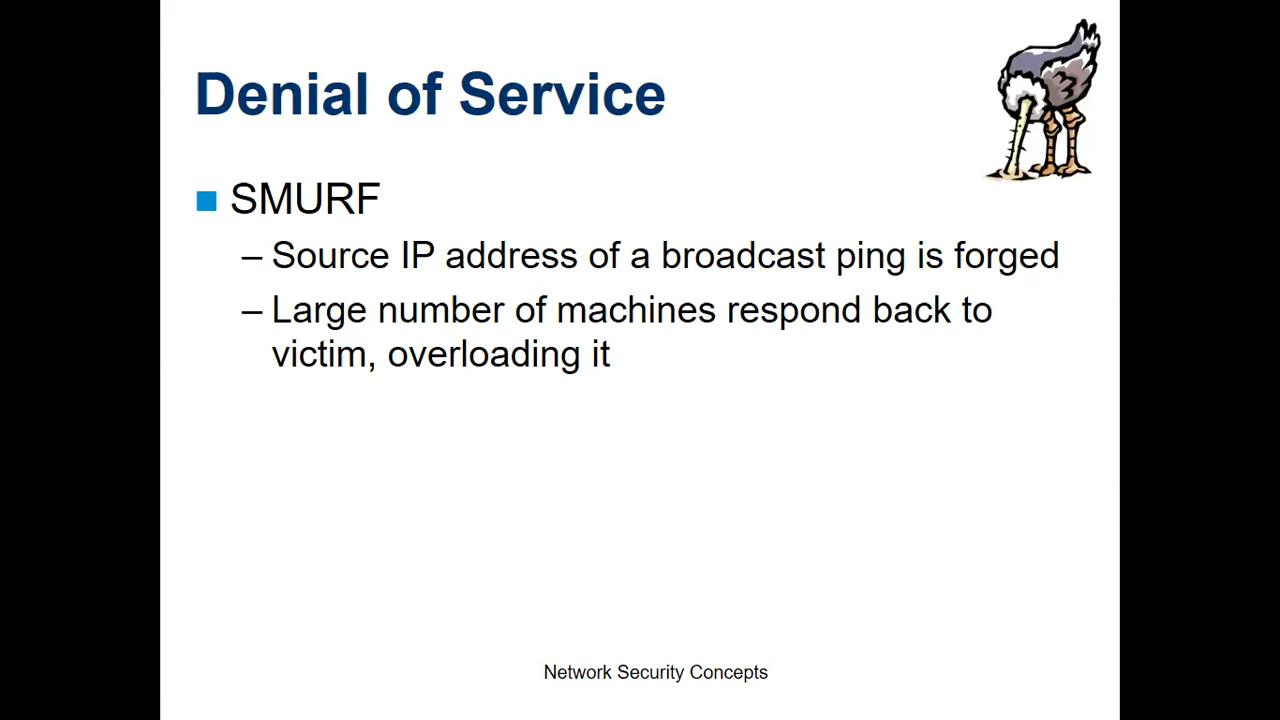 Denial of Service
SMURF
– Source IP address of a broadcast ping is forged
– Large number of machines respond back to
victim, overloading it
Network Security Concepts